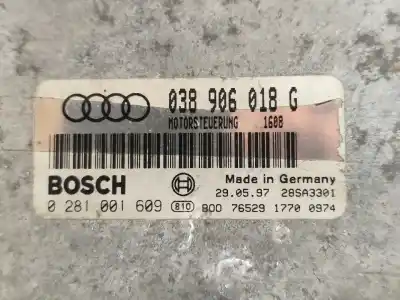 038 906 018 G
MOTORSTEUERUNG 1608
BOSCH Made in Germany
29.05.97 28SA3301
0 281 001 609 810 BOO 76529 1770 0974